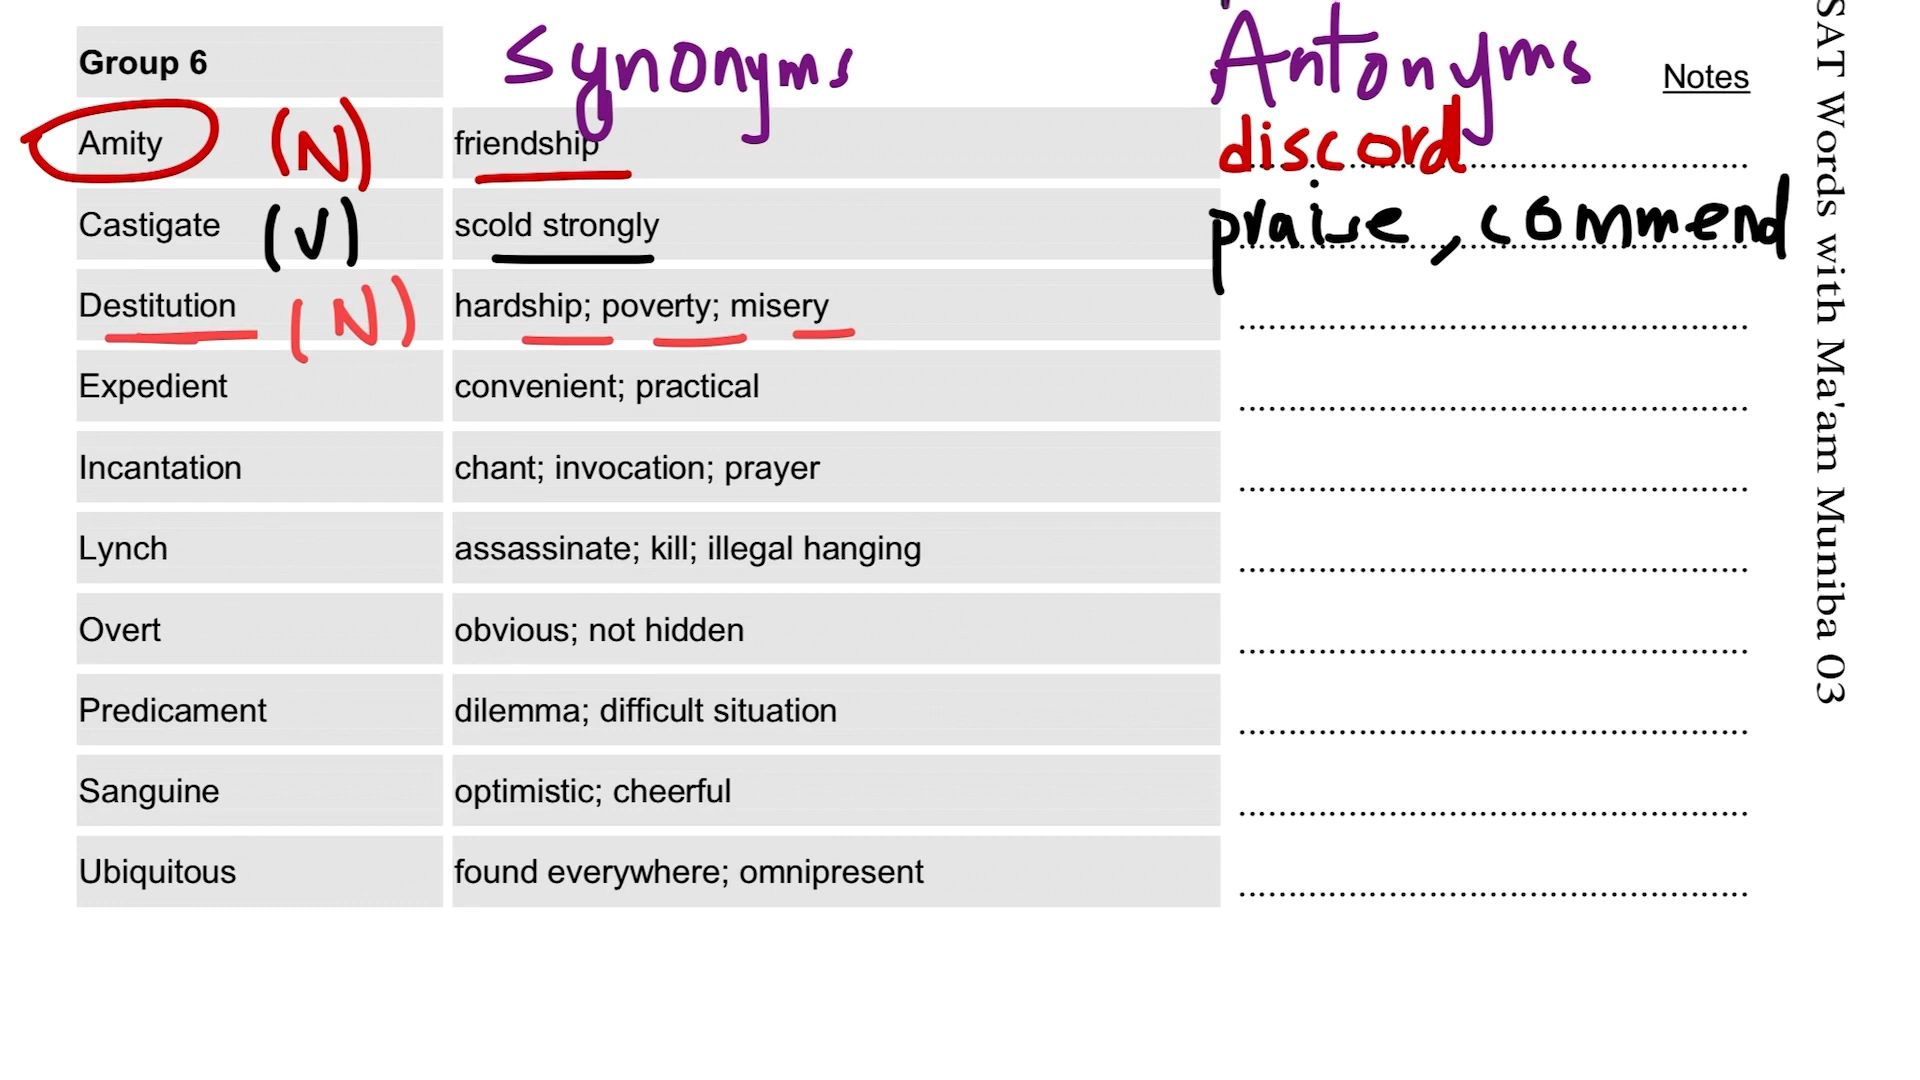 Group 6 Synonyms Antonyms Notes
Amity (N) friendship discord
Castigate (V) scold strongly praise, commend
Destitution (N) hardship; poverty; misery
Expedient convenient; practical
Incantation chant; invocation; prayer
Lynch assassinate; kill; illegal hanging
Overt obvious; not hidden
Predicament dilemma; difficult situation
Sanguine optimistic; cheerful
Ubiquitous found everywhere; omnipresent
SAT Words with Ma'am Muniba 03